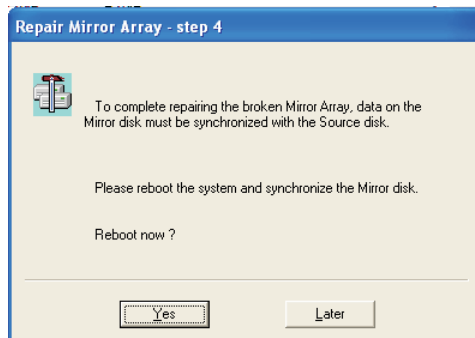 Repair Mirror Array - step 4
To complete repairing the broken Mirror Array, data on the
Mirror disk must be synchronized with the Source disk.
Please reboot the system and synchronize the Mirror disk.
Reboot now ?
Yes
Later